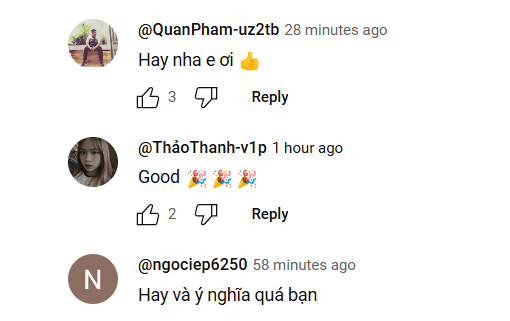 @QuanPham-uz2tb 28 minutes ago
Hay nha e ơi 👍
3 Reply
@ThảoThanh-v1p 1 hour ago
Good 🎉🎉🎉
2 Reply
N
@ngociep6250 58 minutes ago
Hay và ý nghĩa quá bạn